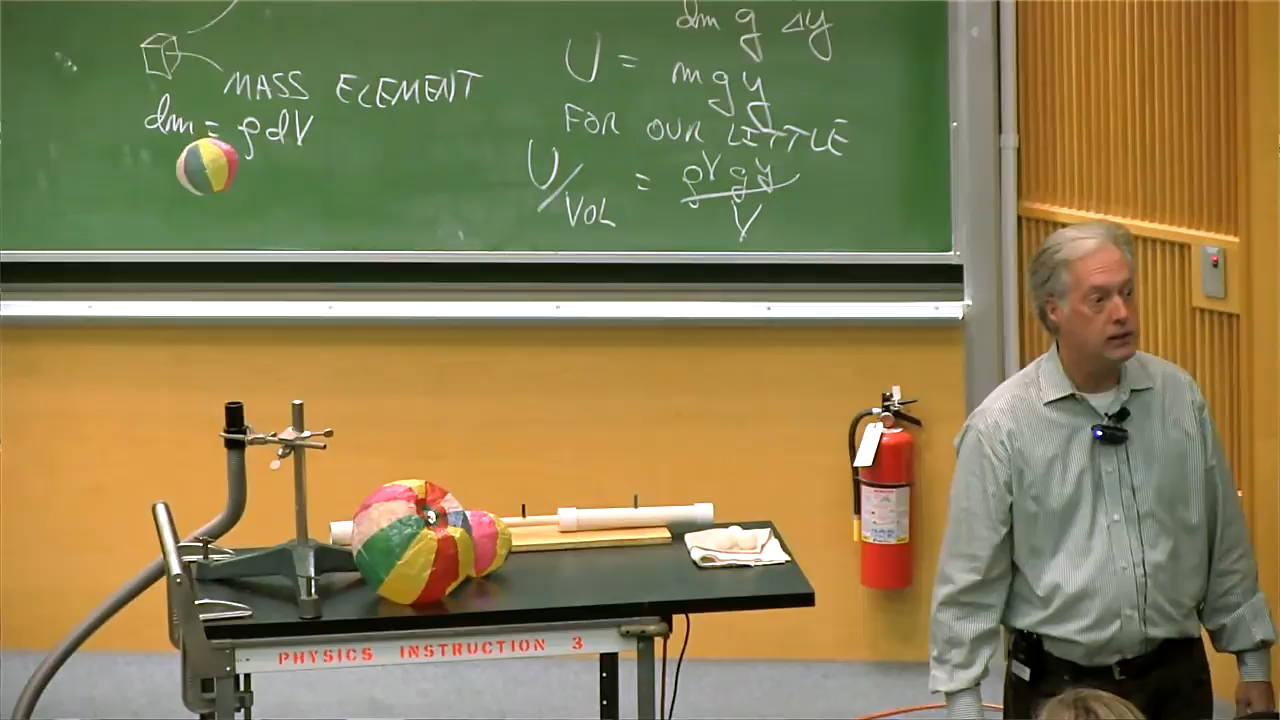 MASS ELEMENT
dm = ρdV
dm g Δy
U = mgy
FOR OUR LITTLE
U/VOL = ρVgy/V
PHYSICS INSTRUCTION 3